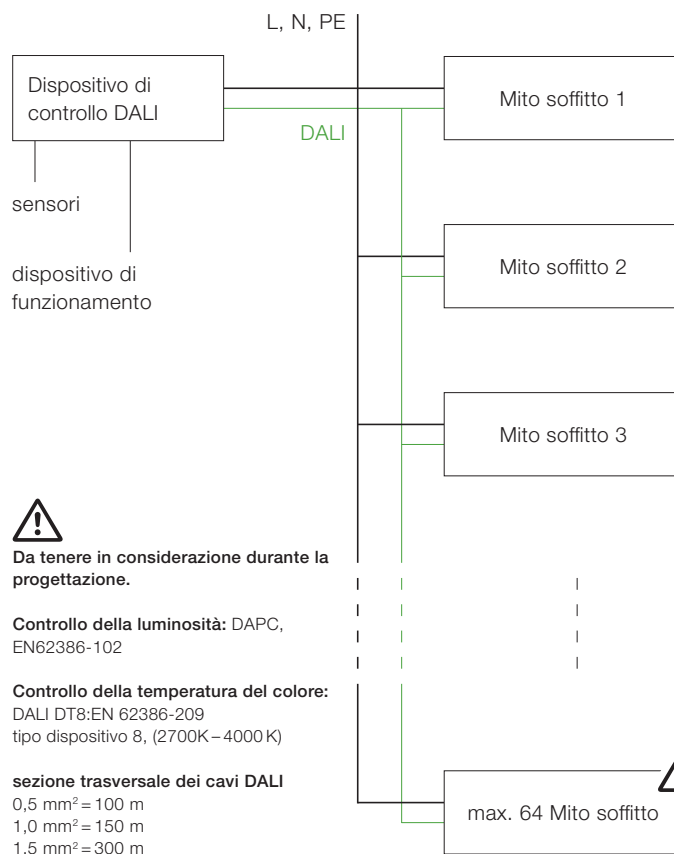 L, N, PE
Dispositivo di
controllo DALI
Mito soffitto 1
DALI
sensori
dispositivo di
funzionamento
Mito soffitto 2
Mito soffitto 3
Da tenere in considerazione durante la
progettazione.
Controllo della luminosità: DAPC,
EN62386-102
Controllo della temperatura del colore:
DALI DT8:EN 62386-209
tipo dispositivo 8, (2700K – 4000 K)
sezione trasversale dei cavi DALI
0,5 mm² = 100 m
1,0 mm² = 150 m
1,5 mm² = 300 m
max. 64 Mito soffitto